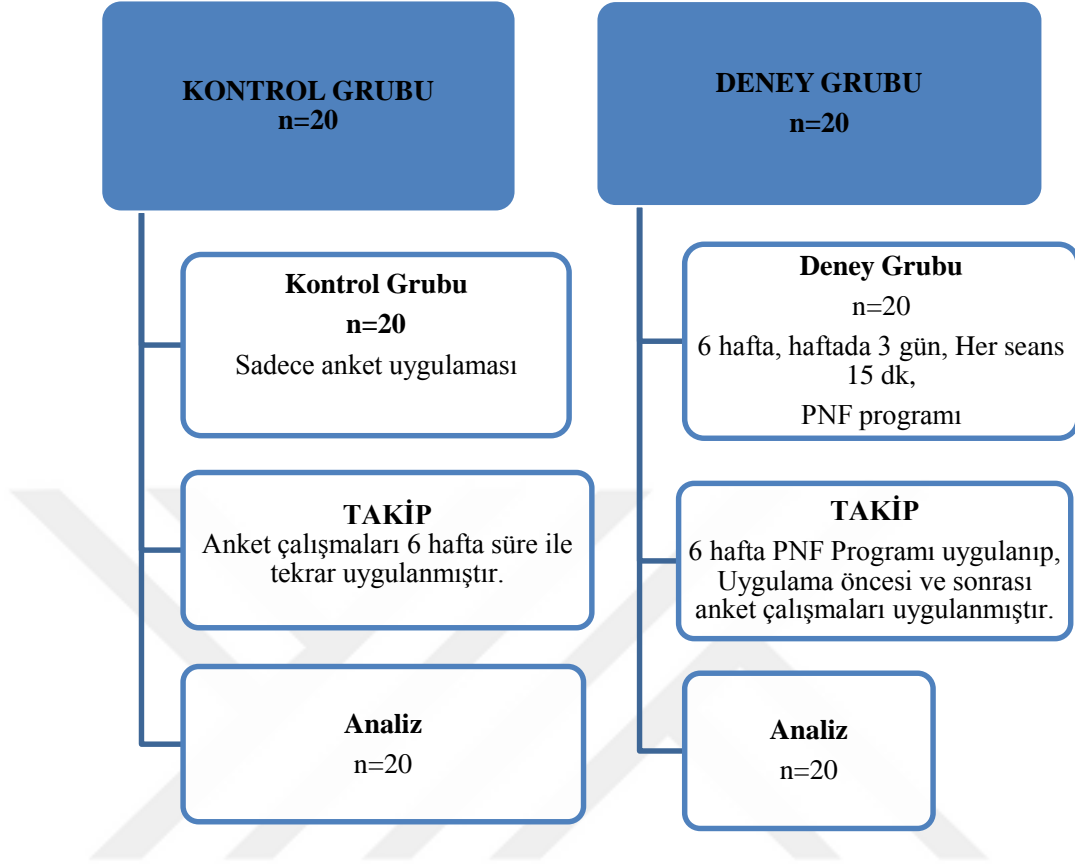 KONTROL GRUBU
n=20
Kontrol Grubu
n=20
Sadece anket uygulaması
TAKİP
Anket çalışmaları 6 hafta süre ile
tekrar uygulanmıştır.
Analiz
n=20
DENEY GRUBU
n=20
Deney Grubu
n=20
6 hafta, haftada 3 gün, Her seans
15 dk,
PNF programı
TAKİP
6 hafta PNF Programı uygulanıp,
Uygulama öncesi ve sonrası
anket çalışmaları uygulanmıştır.
Analiz
n=20